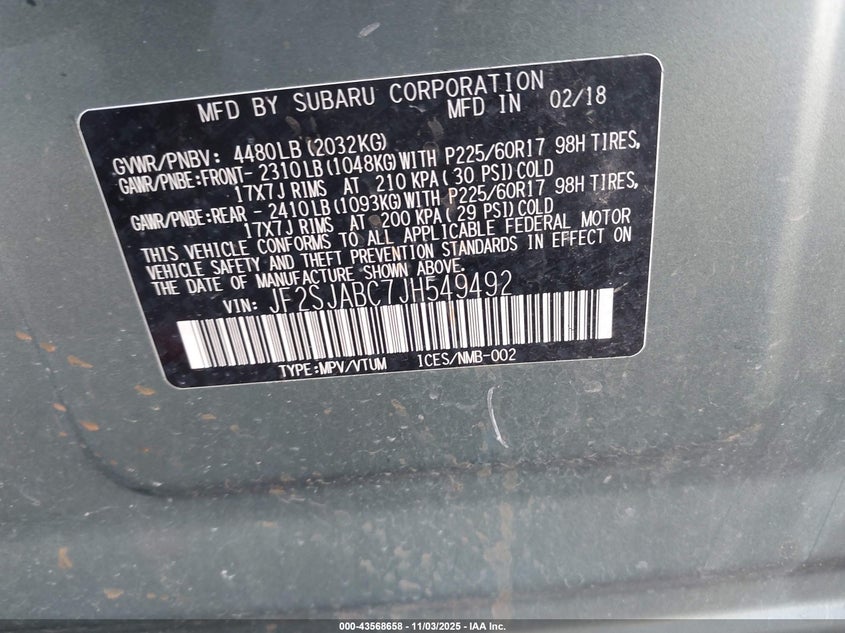 MFD BY SUBARU CORPORATION
MFD IN 02/18
GVWR/PNBV: 4480LB(2032KG)
GAWR/PNBE:FRONT- 2310LB(1048KG)WITH P225/60R17 98H TIRES,
17X7J RIMS AT 210 KPA(30 PSI)COLD
GAWR/PNBE:REAR - 2410LB(1093KG)WITH P225/60R17 98H TIRES,
17X7J RIMS AT 200 KPA(29 PSI)COLD
THIS VEHICLE CONFORMS TO ALL APPLICABLE FEDERAL MOTOR
VEHICLE SAFETY AND THEFT PREVENTION STANDARDS IN EFFECT ON
THE DATE OF MANUFACTURE SHOWN ABOVE.
VIN: JF2SJABC7JH549492
TYPE:MPV/VTUM ICES/NMB-002
000-43568658 - 11/03/2025 - IAA Inc.